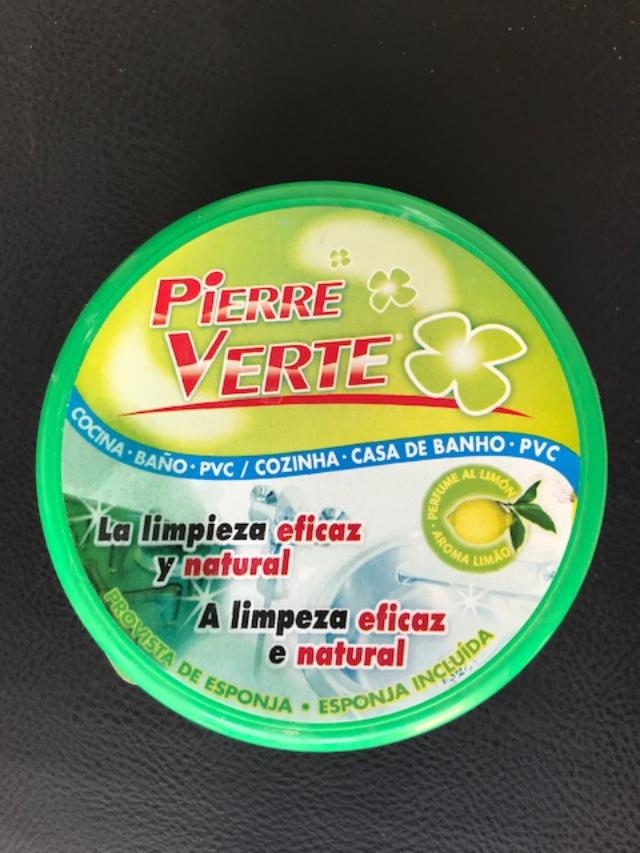 PIERRE
VERTE
COCINA · BAÑO · PVC / COZINHA · CASA DE BANHO · PVC
PERFUME AL LIMÓN
· AROMA LIMÃO ·
La limpieza eficaz
y natural
A limpeza eficaz
e natural
PROVISTA DE ESPONJA • ESPONJA INCLUÍDA